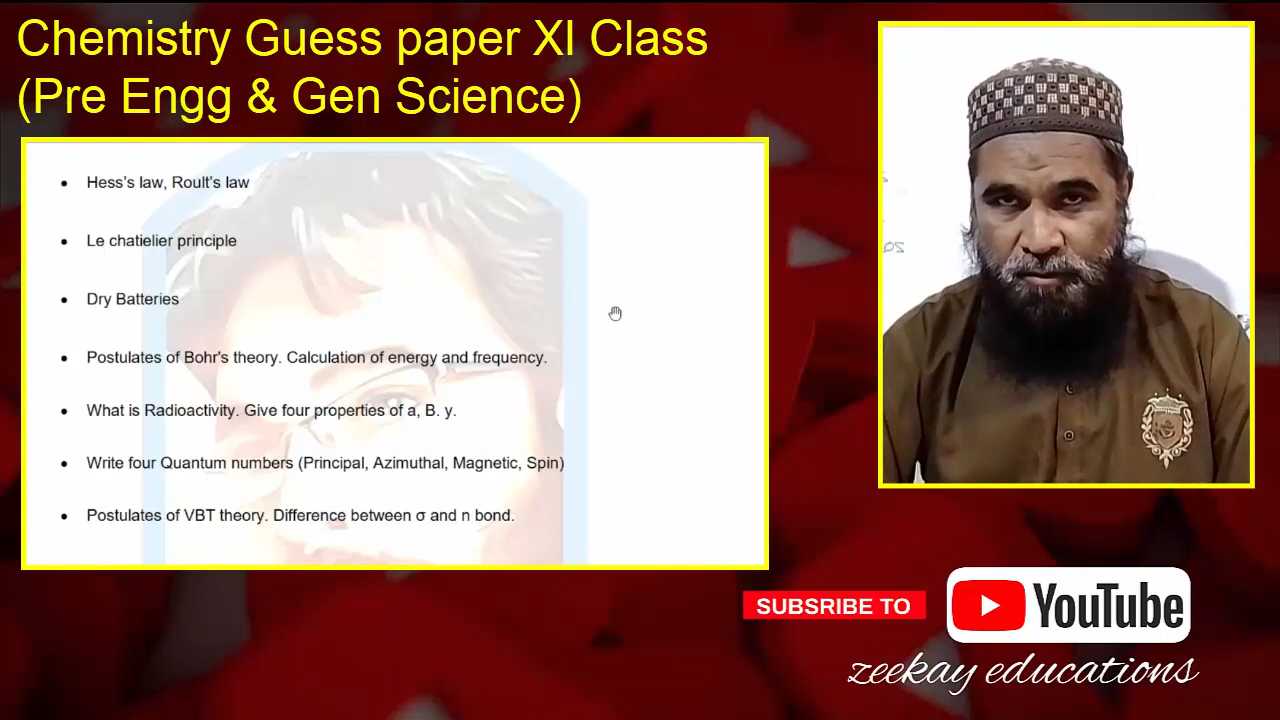 Chemistry Guess paper XI Class
(Pre Engg & Gen Science)
Hess's law, Roult's law
Le chatielier principle
Dry Batteries
Postulates of Bohr's theory. Calculation of energy and frequency.
What is Radioactivity. Give four properties of a, B. y.
Write four Quantum numbers (Principal, Azimuthal, Magnetic, Spin)
Postulates of VBT theory. Difference between σ and n bond.
SUBSRIBE TO
YouTube
zeekay educations